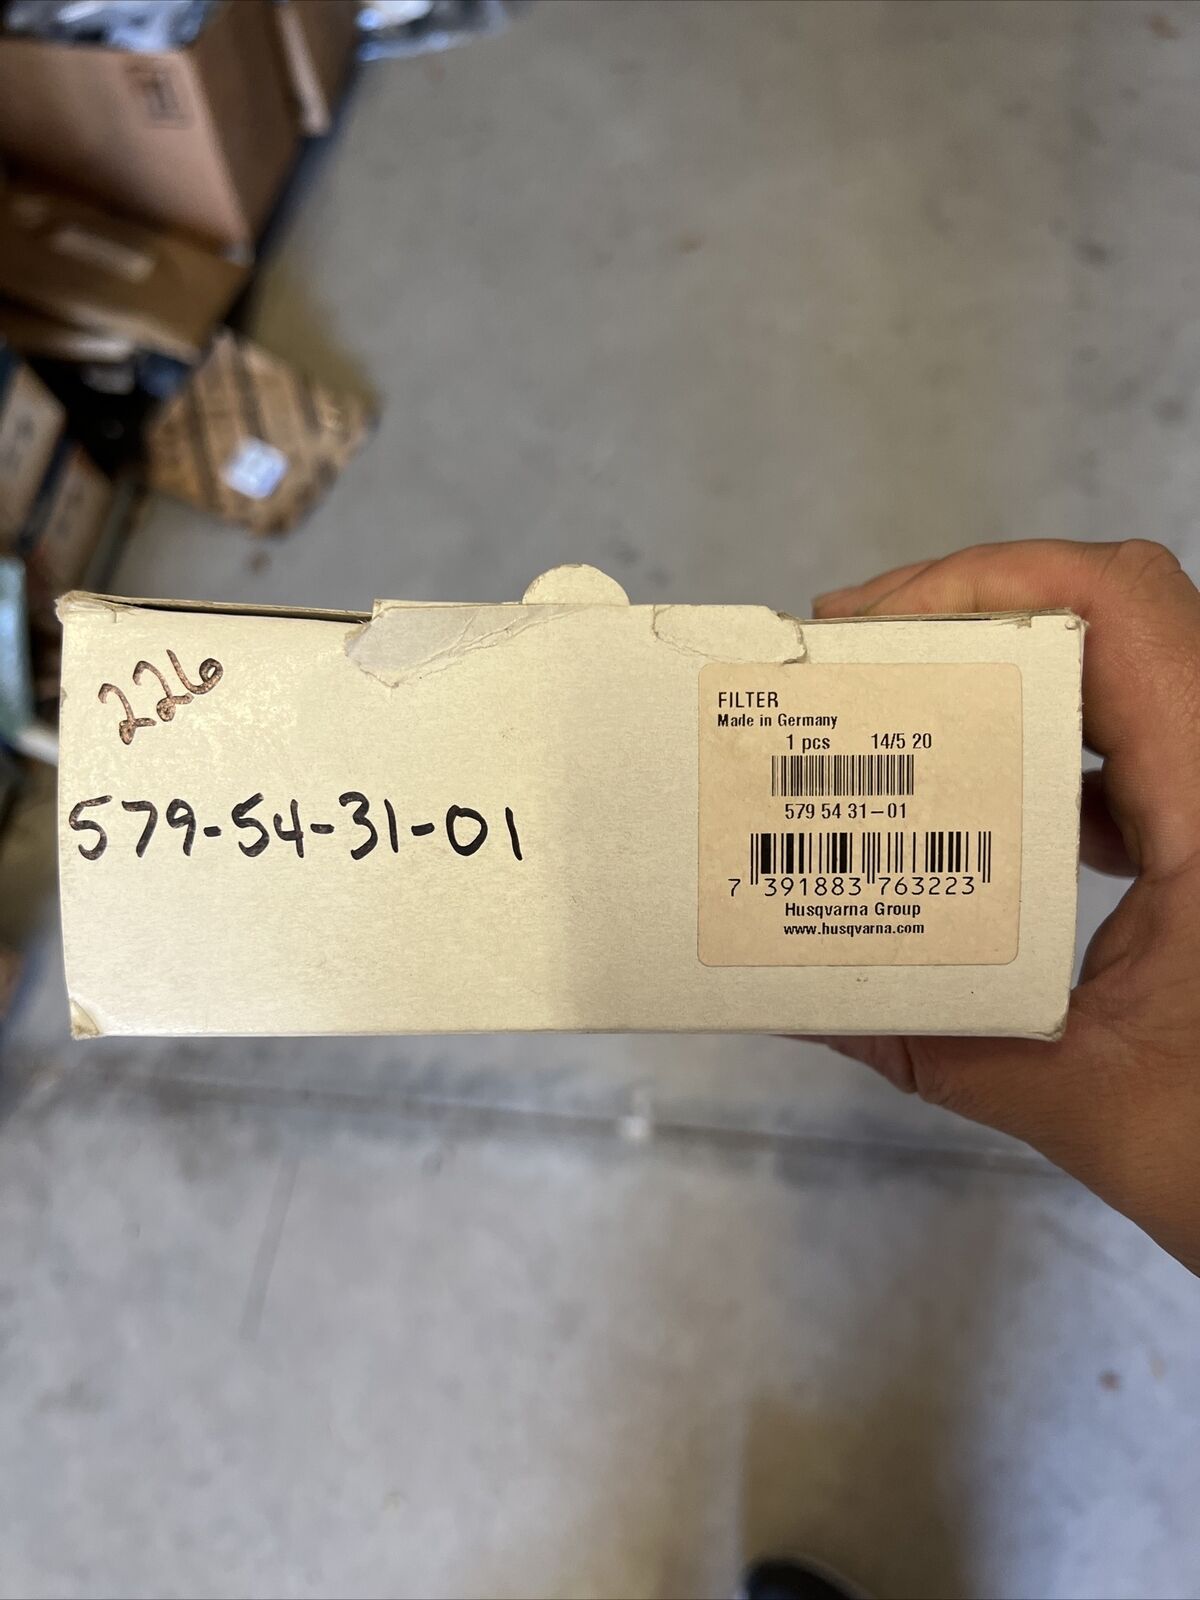 226
579-54-31-01
FILTER
Made in Germany
1 pcs 14/5 20
579 54 31-01
7 391883 763223
Husqvarna Group
www.husqvarna.com